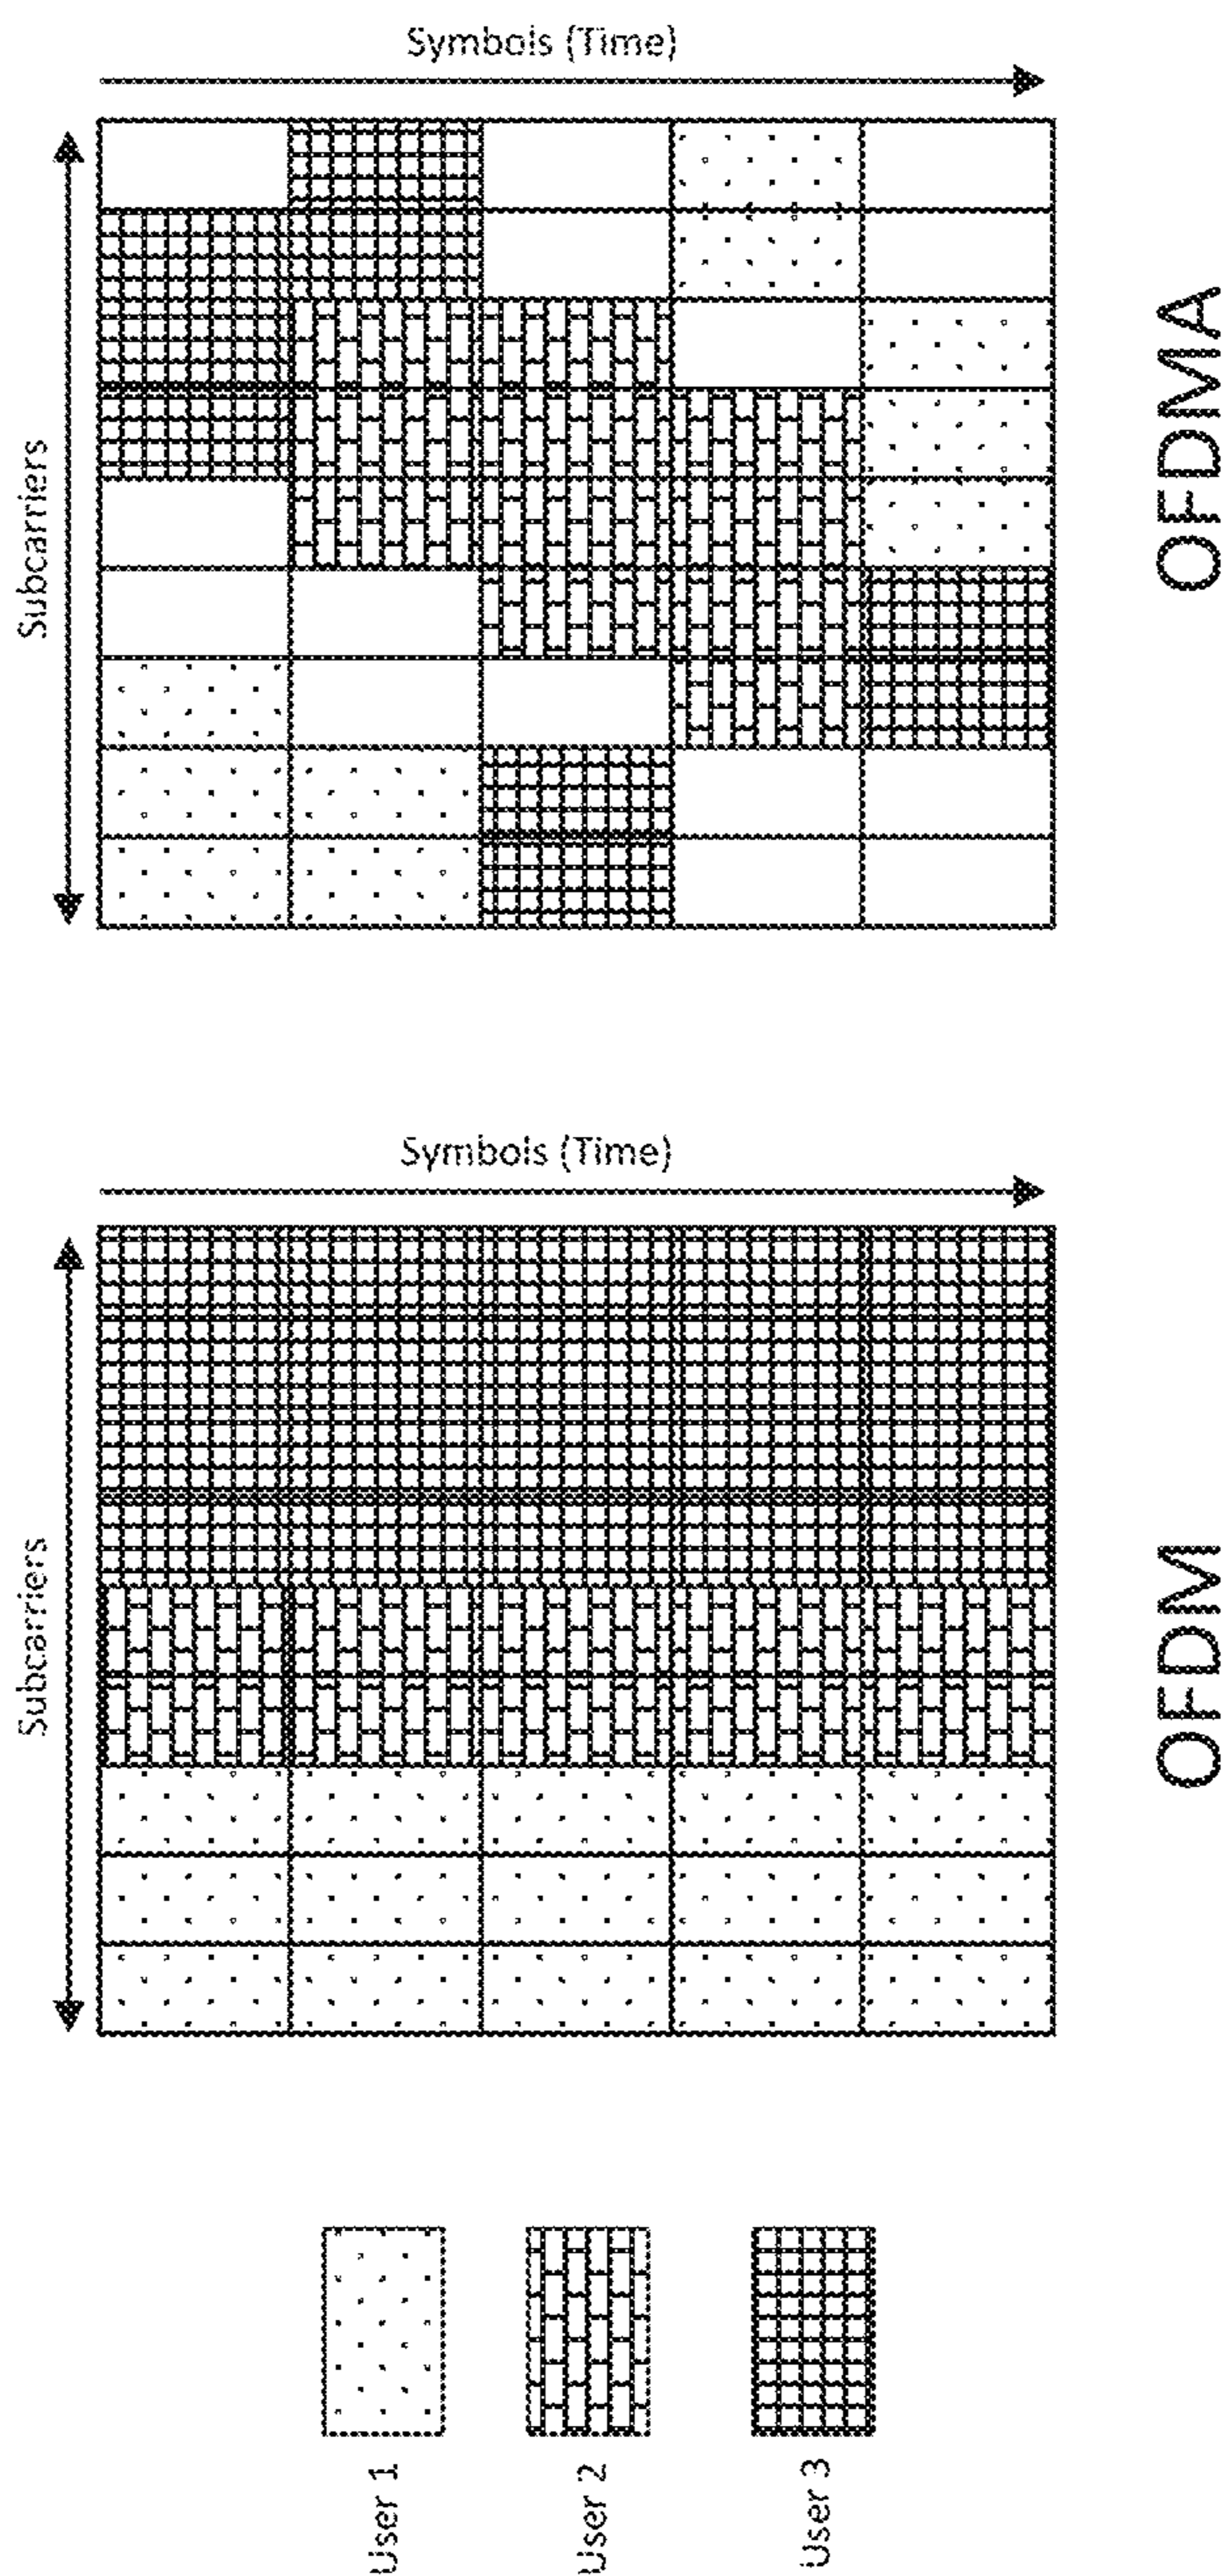 Symbols (Time)
Subcarriers
OFDMA
Symbols (Time)
Subcarriers
OFDM
User 1
User 2
User 3